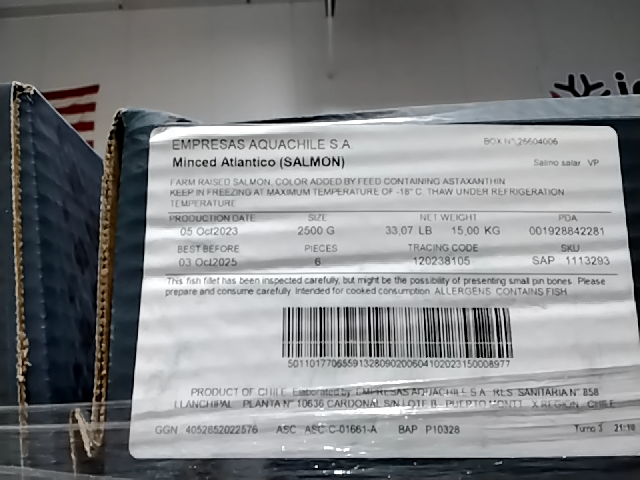 EMPRESAS AQUACHILE S.A
BOX N° 26604006
Minced Atlantico (SALMON)
Salmo salar VP
FARM RAISED SALMON, COLOR ADDED BY FEED CONTAINING ASTAXANTHIN
KEEP IN FREEZING AT MAXIMUM TEMPERATURE OF -18° C. THAW UNDER REFRIGERATION
TEMPERATURE
PRODUCTION DATE SIZE NET WEIGHT PDA
05 Oct2023 2500 G 33,07 LB 15,00 KG 001928842281
BEST BEFORE PIECES TRACING CODE SKU
03 Oct2025 6 120238105 SAP 1113293
This fish fillet has been inspected carefully, but might be the possibility of presenting small pin bones. Please
prepare and consume carefully. Intended for cooked consumption. ALLERGENS: CONTAINS FISH
50110177065591328090200604102023150008977
PRODUCT OF CHILE. Elaborated by EMPRESAS AQUACHILE S.A RES. SANITARIA N° 858
LLANCHIPAL PLANTA N° 10636 CARDONAL S/N LOTE B - PUERTO MONTT X REGION - CHILE
GGN 4052852022576 ASC ASC-C-01661-A BAP P10328 Turno 3 21:18